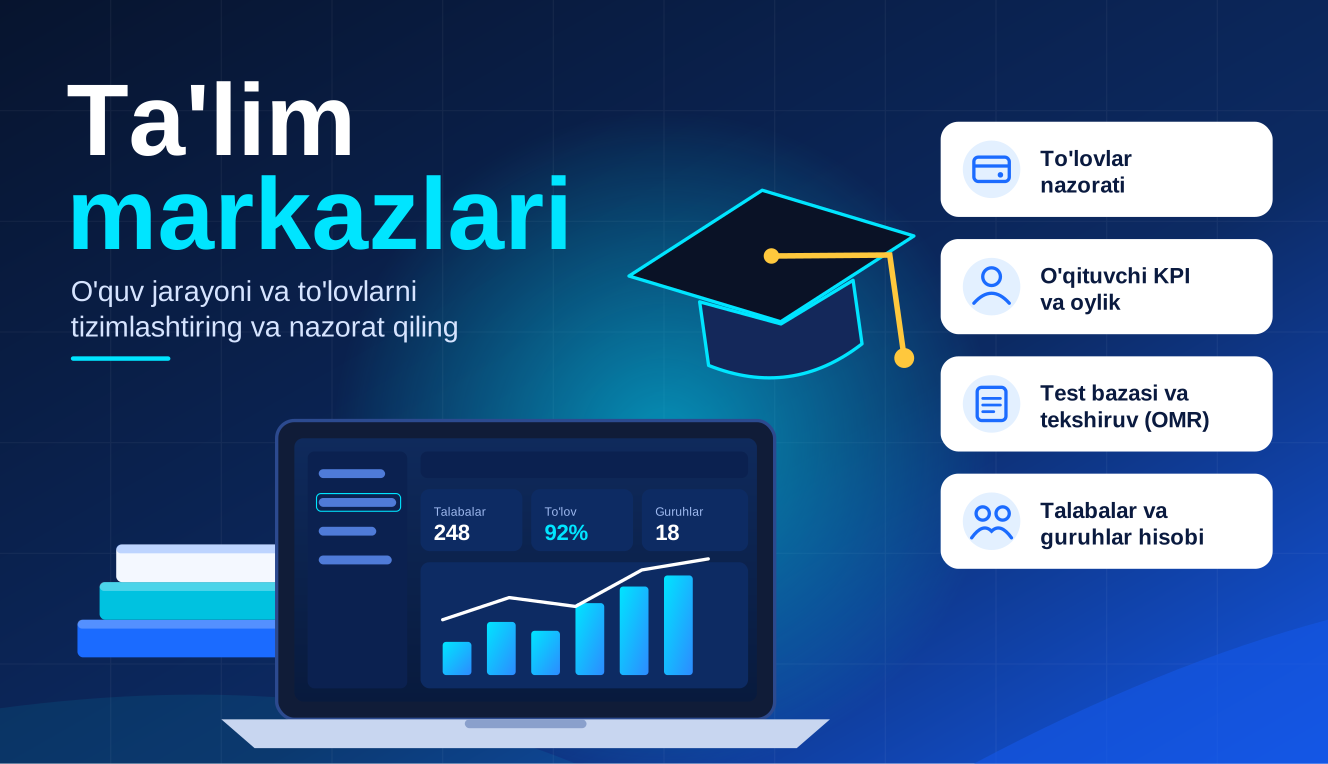 Ta'lim
markazlari
O'quv jarayoni va to'lovlarni
tizimlashtiring va nazorat qiling
To'lovlar
nazorati
O'qituvchi KPI
va oylik
Test bazasi va
tekshiruv (OMR)
Talabalar va
guruhlar hisobi
Talabalar
248
To'lov
92%
Guruhlar
18